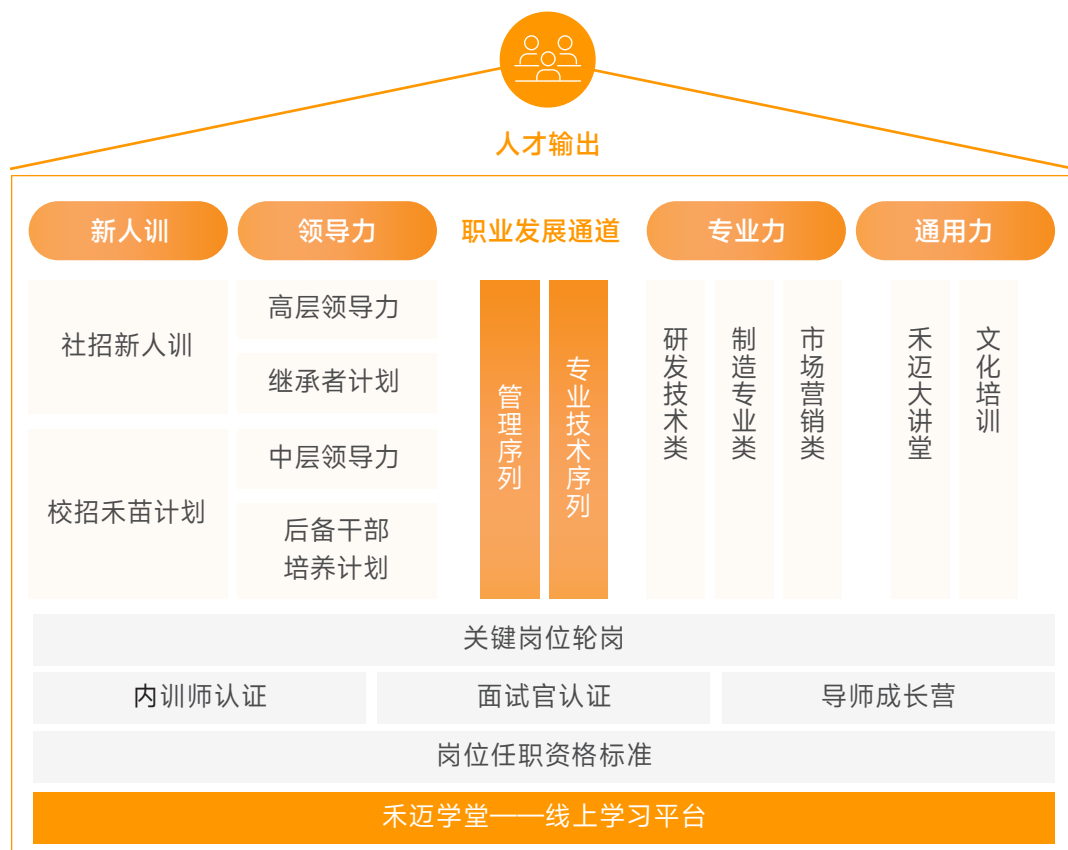 人才输出
新人训
领导力
职业发展通道
专业力
通用力
社招新人训
校招禾苗计划
高层领导力
继承者计划
中层领导力
后备干部
培养计划
管理序列
专业技术序列
研发技术类
制造专业类
市场营销类
禾迈大讲堂
文化培训
关键岗位轮岗
内训师认证
面试官认证
导师成长营
岗位任职资格标准
禾迈学堂——线上学习平台